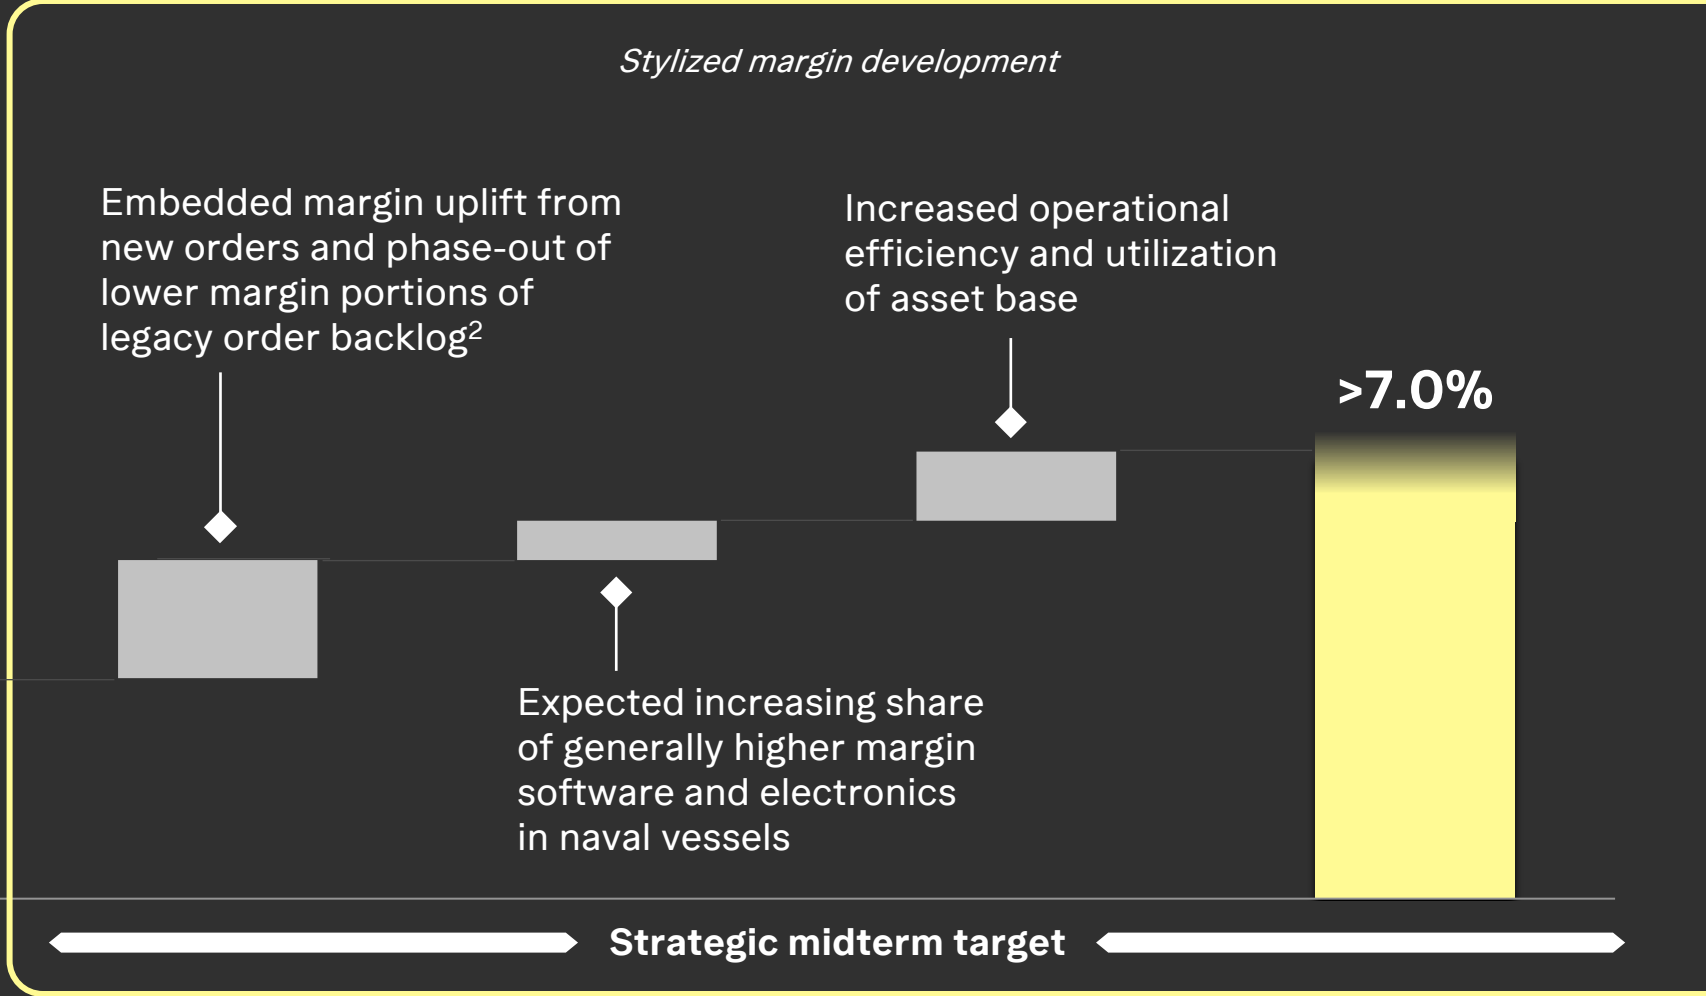 Stylized margin development
Embedded margin uplift from
new orders and phase-out of
lower margin portions of
legacy order backlog²
Increased operational
efficiency and utilization
of asset base
>7.0%
Expected increasing share
of generally higher margin
software and electronics
in naval vessels
Strategic midterm target